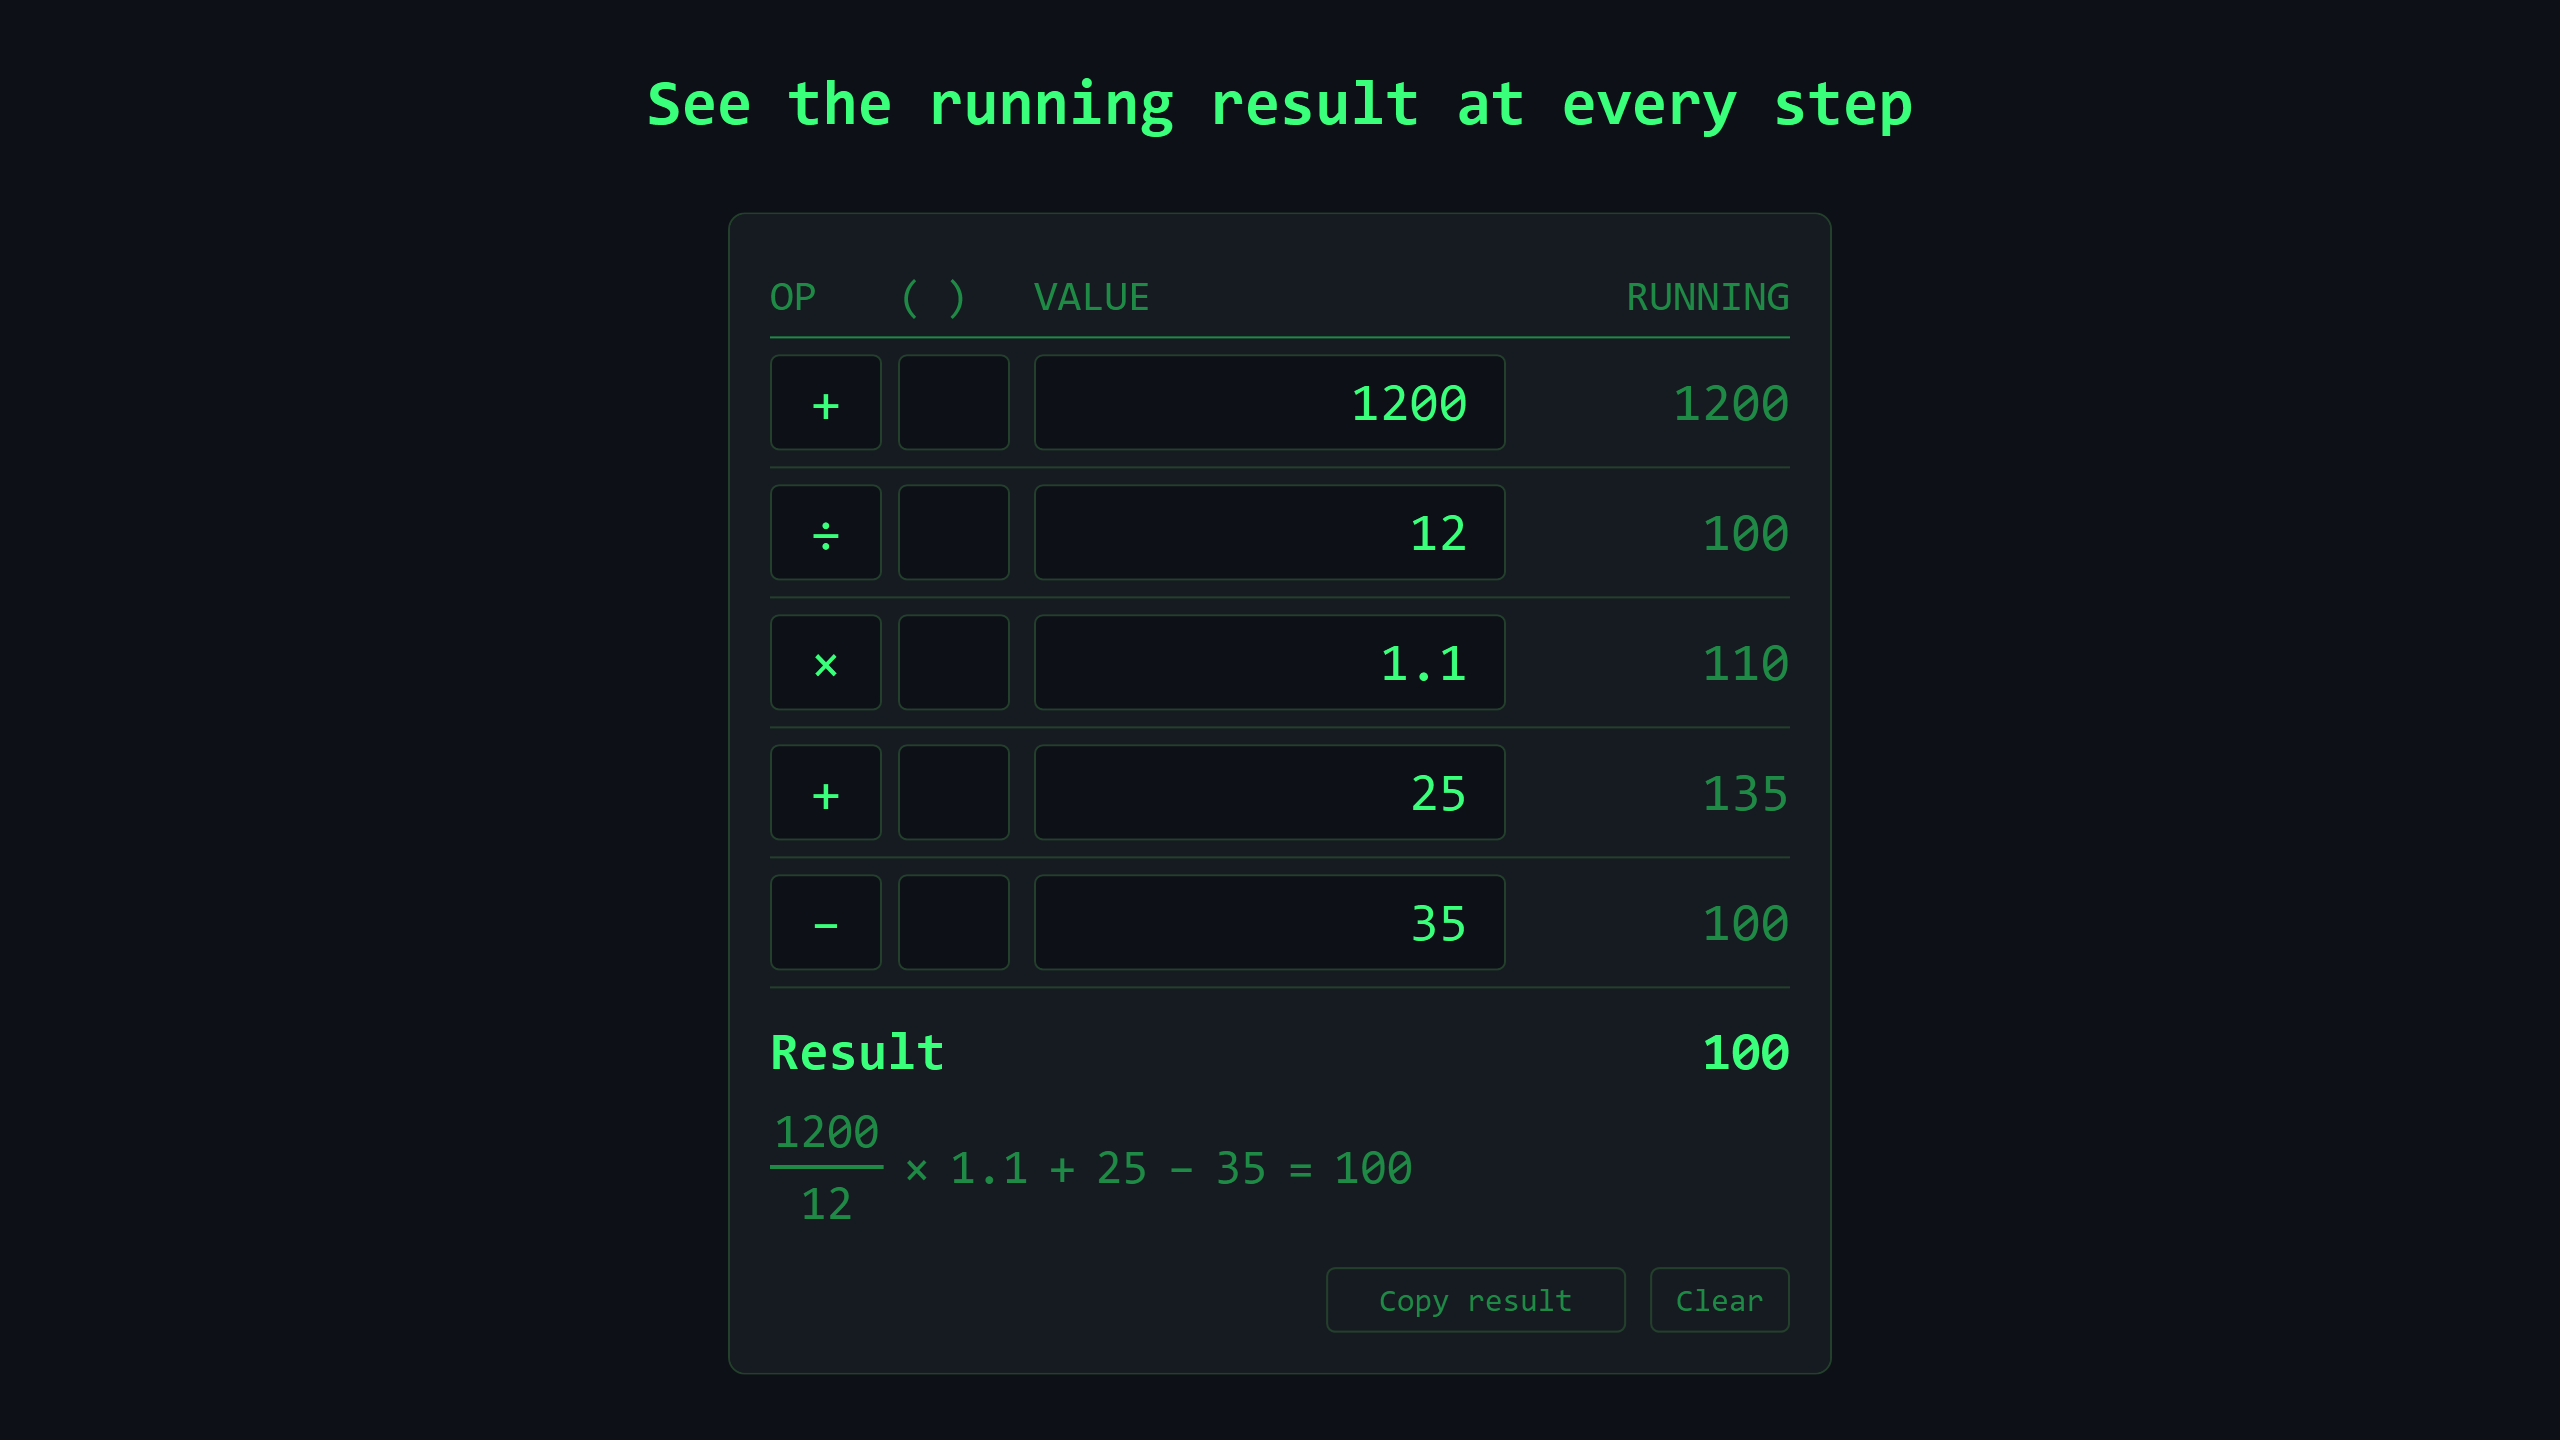 See the running result at every step
OP ( ) VALUE RUNNING
+ 1200 1200
÷ 12 100
× 1.1 110
+ 25 135
− 35 100
Result 100
1200
12
× 1.1 + 25 − 35 = 100
Copy result Clear